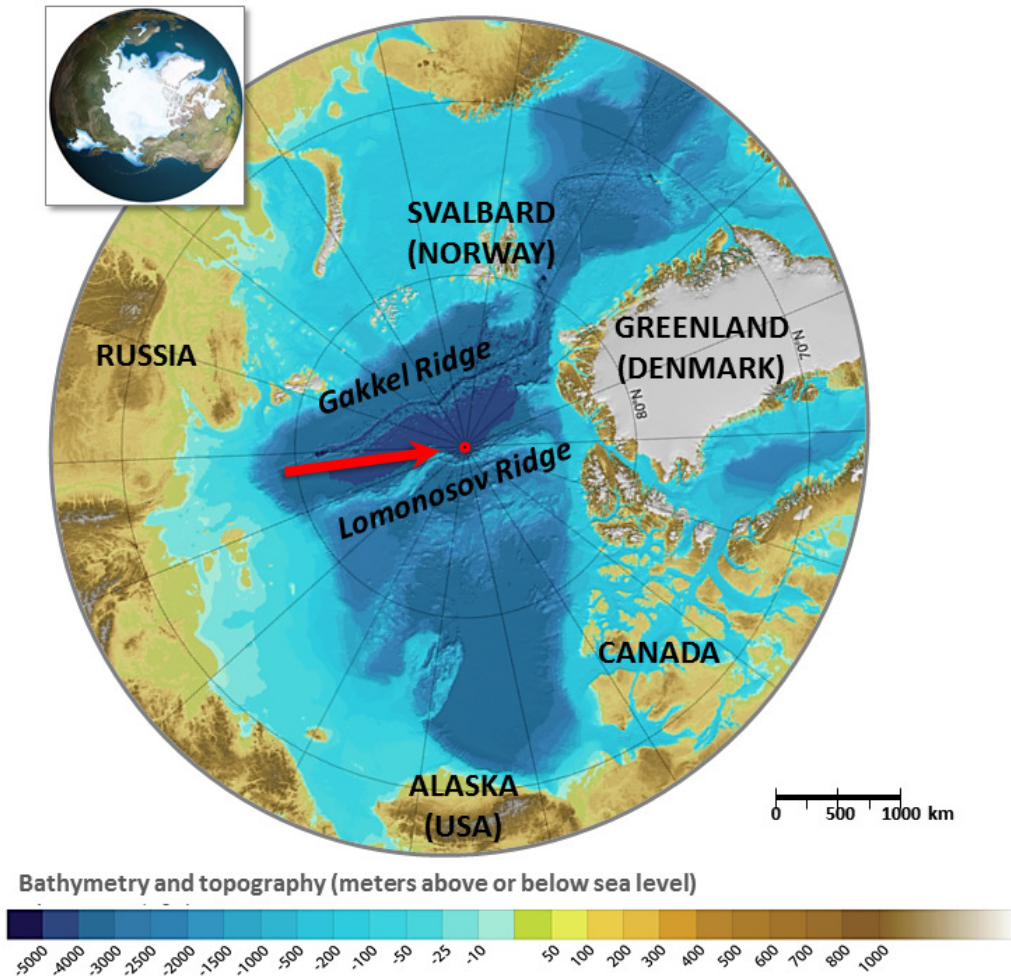 SVALBARD
(NORWAY)
RUSSIA
GREENLAND
(DENMARK)
70°N
80°N
Gakkel Ridge
Lomonosov Ridge
CANADA
ALASKA
(USA)
0 500 1000 km
Bathymetry and topography (meters above or below sea level)
-5000 -4000 -3000 -2000 -1500 -1000 -500 -200 -100 -50 -25 -10 50 100 200 300 400 500 600 700 800 1000